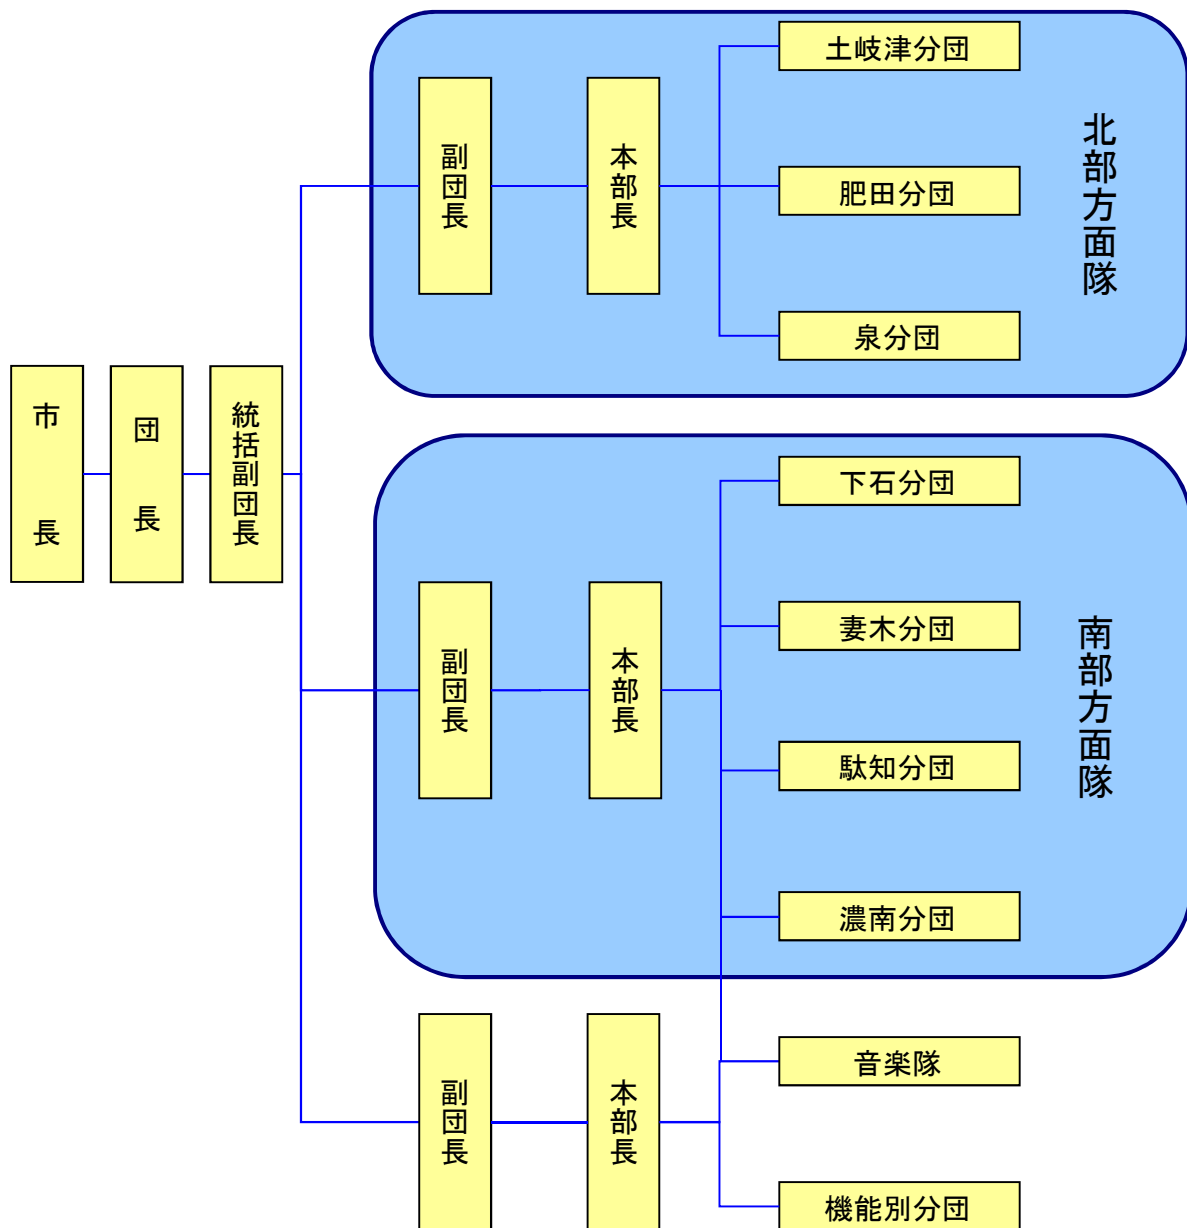 市長
団長
統括副団長
副団長
本部長
土岐津分団
肥田分団
泉分団
北部方面隊
副団長
本部長
下石分団
妻木分団
駄知分団
濃南分団
南部方面隊
副団長
本部長
音楽隊
機能別分団